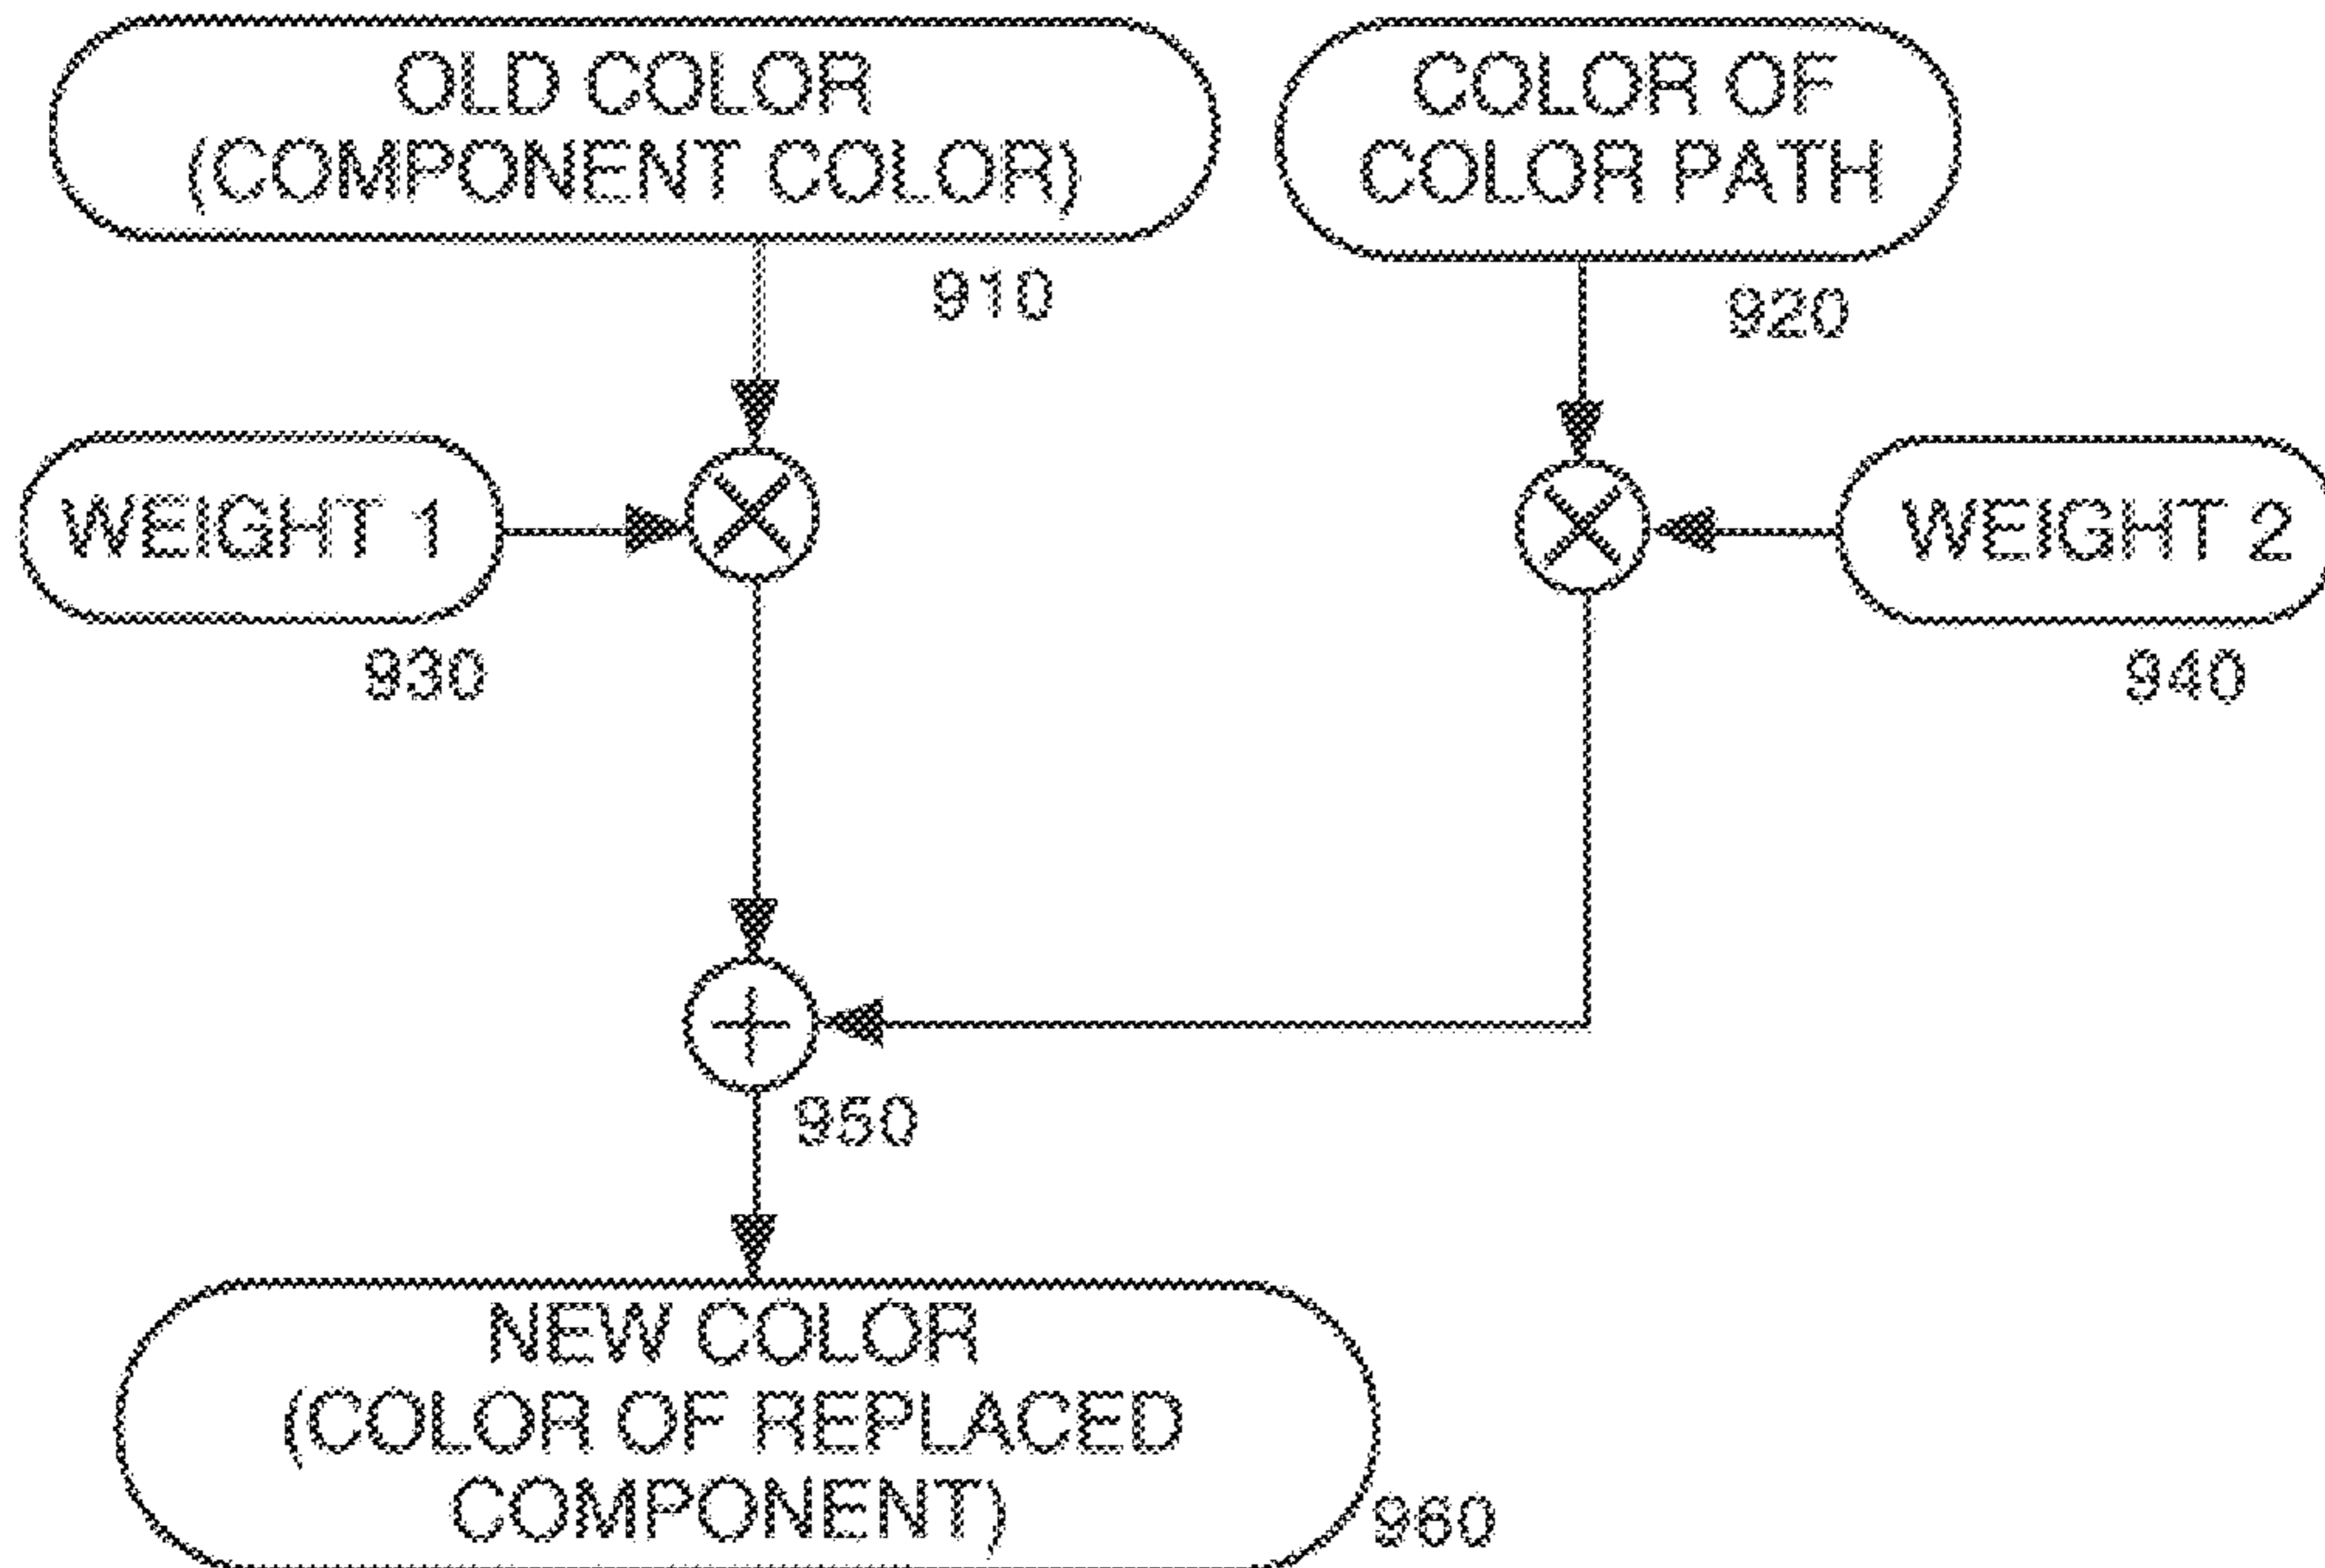 OLD COLOR
(COMPONENT COLOR)
910
COLOR OF
COLOR PATH
920
WEIGHT 1
930
WEIGHT 2
940
950
NEW COLOR
(COLOR OF REPLACED
COMPONENT)
960